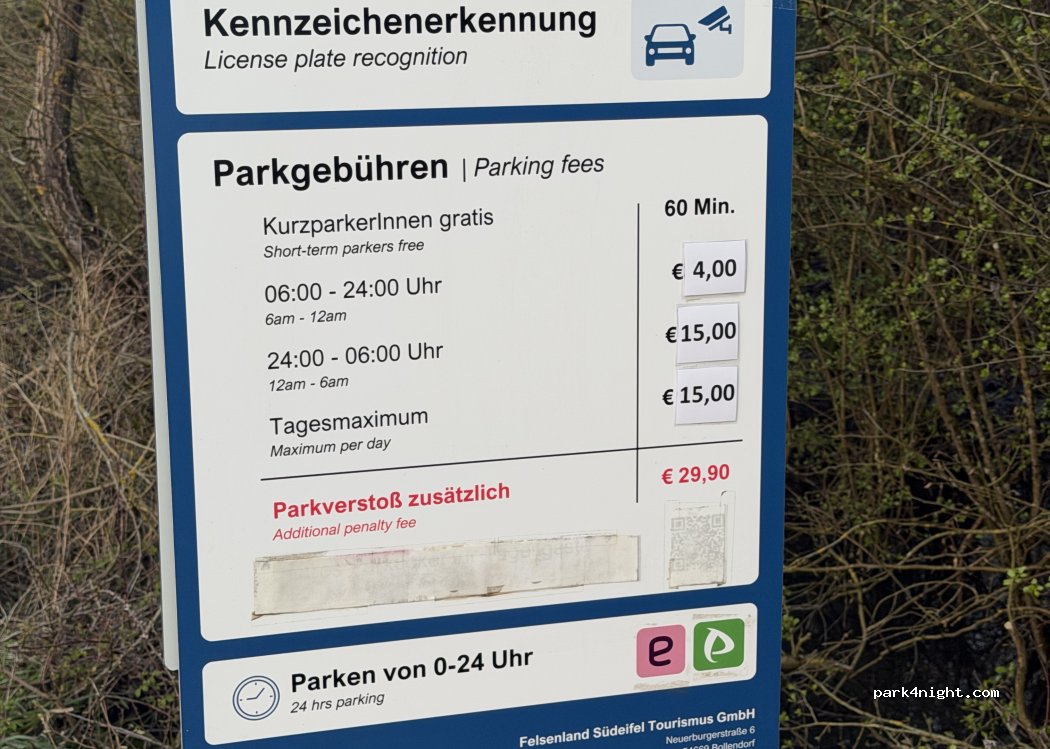 Kennzeichenerkennung
License plate recognition
Parkgebühren | Parking fees
KurzparkerInnen gratis
Short-term parkers free
60 Min.
06:00 - 24:00 Uhr
6am - 12am
€ 4,00
24:00 - 06:00 Uhr
12am - 6am
€ 15,00
Tagesmaximum
Maximum per day
€ 15,00
Parkverstoß zusätzlich
Additional penalty fee
€ 29,90
Parken von 0-24 Uhr
24 hrs parking
e
Felsenland Südeifel Tourismus GmbH
Neuerburgerstraße 6
Bollendorf
park4night.com